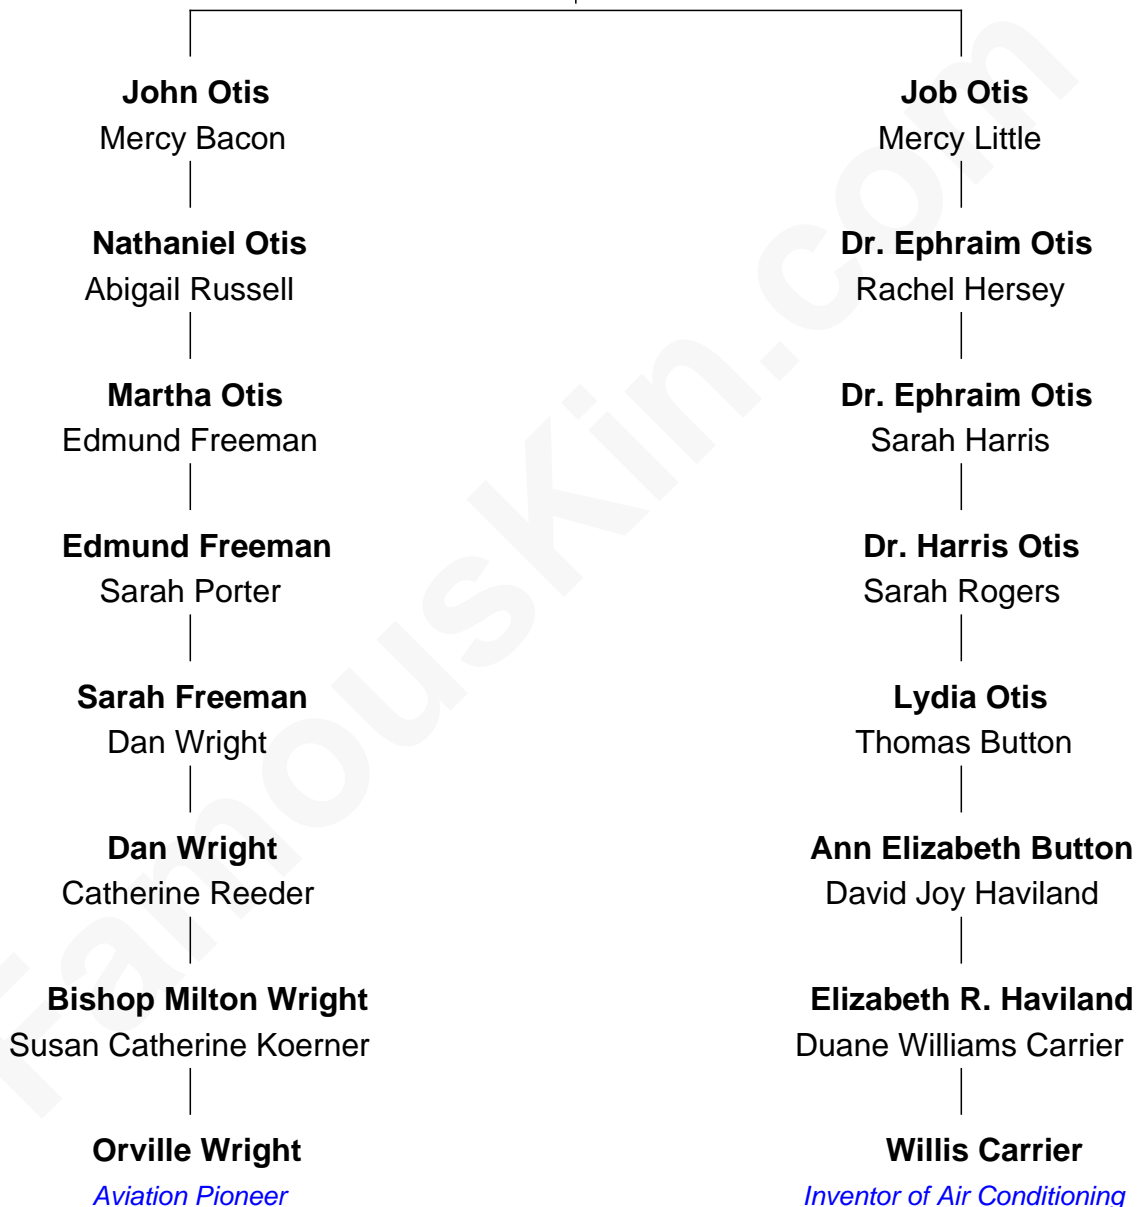 John Otis
Mercy Bacon
Nathaniel Otis
Abigail Russell
Martha Otis
Edmund Freeman
Edmund Freeman
Sarah Porter
Sarah Freeman
Dan Wright
Dan Wright
Catherine Reeder
Bishop Milton Wright
Susan Catherine Koerner
Orville Wright
Aviation Pioneer
Job Otis
Mercy Little
Dr. Ephraim Otis
Rachel Hersey
Dr. Ephraim Otis
Sarah Harris
Dr. Harris Otis
Sarah Rogers
Lydia Otis
Thomas Button
Ann Elizabeth Button
David Joy Haviland
Elizabeth R. Haviland
Duane Williams Carrier
Willis Carrier
Inventor of Air Conditioning
FamousKin.com